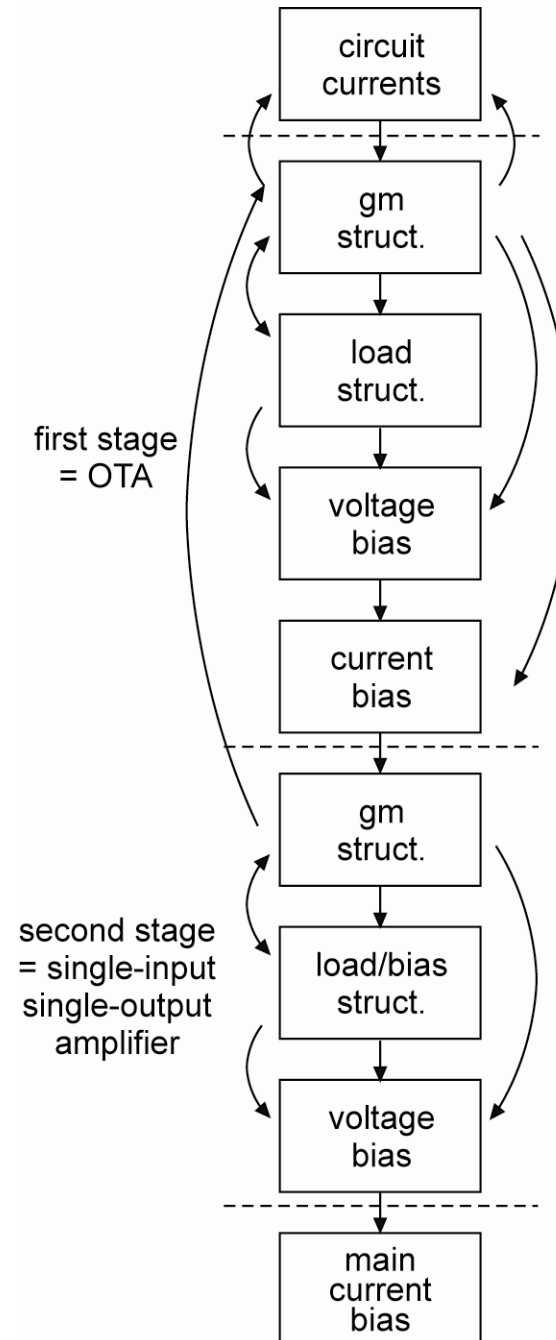 circuit
currents
gm
struct.
load
struct.
first stage
= OTA
voltage
bias
current
bias
gm
struct.
second stage
= single-input
single-output
amplifier
load/bias
struct.
voltage
bias
main
current
bias